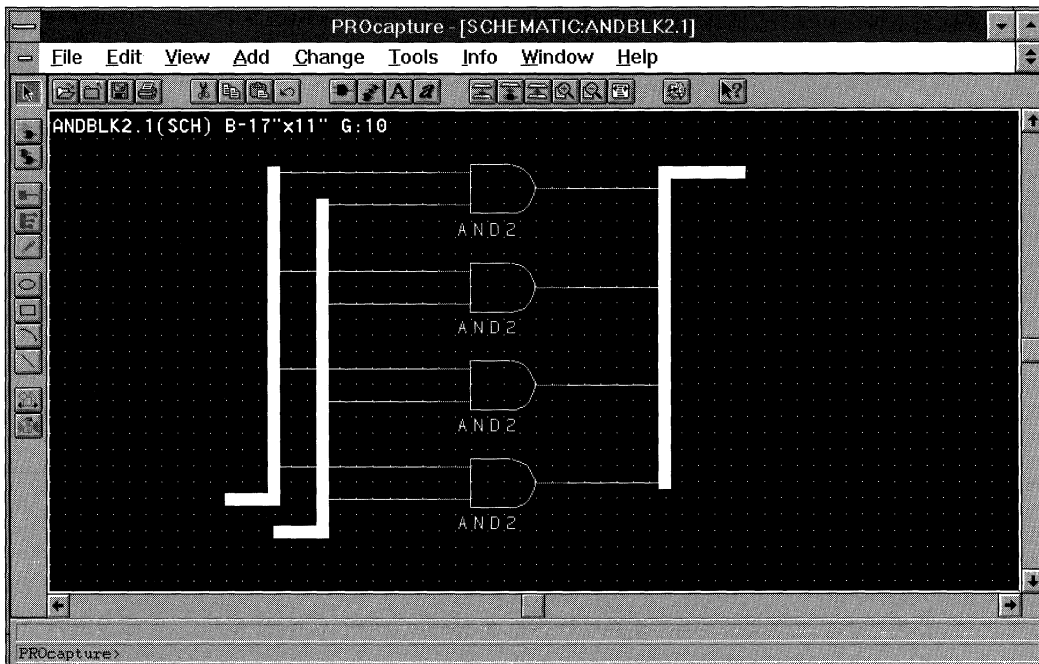 PROcapture - [SCHEMATIC:ANDBLK2.1]
File Edit View Add Change Tools Info Window Help
A a ?
ANDBLK2.1(SCH) B-17"x11" G:10
AND2
AND2
AND2
AND2
PROcapture>